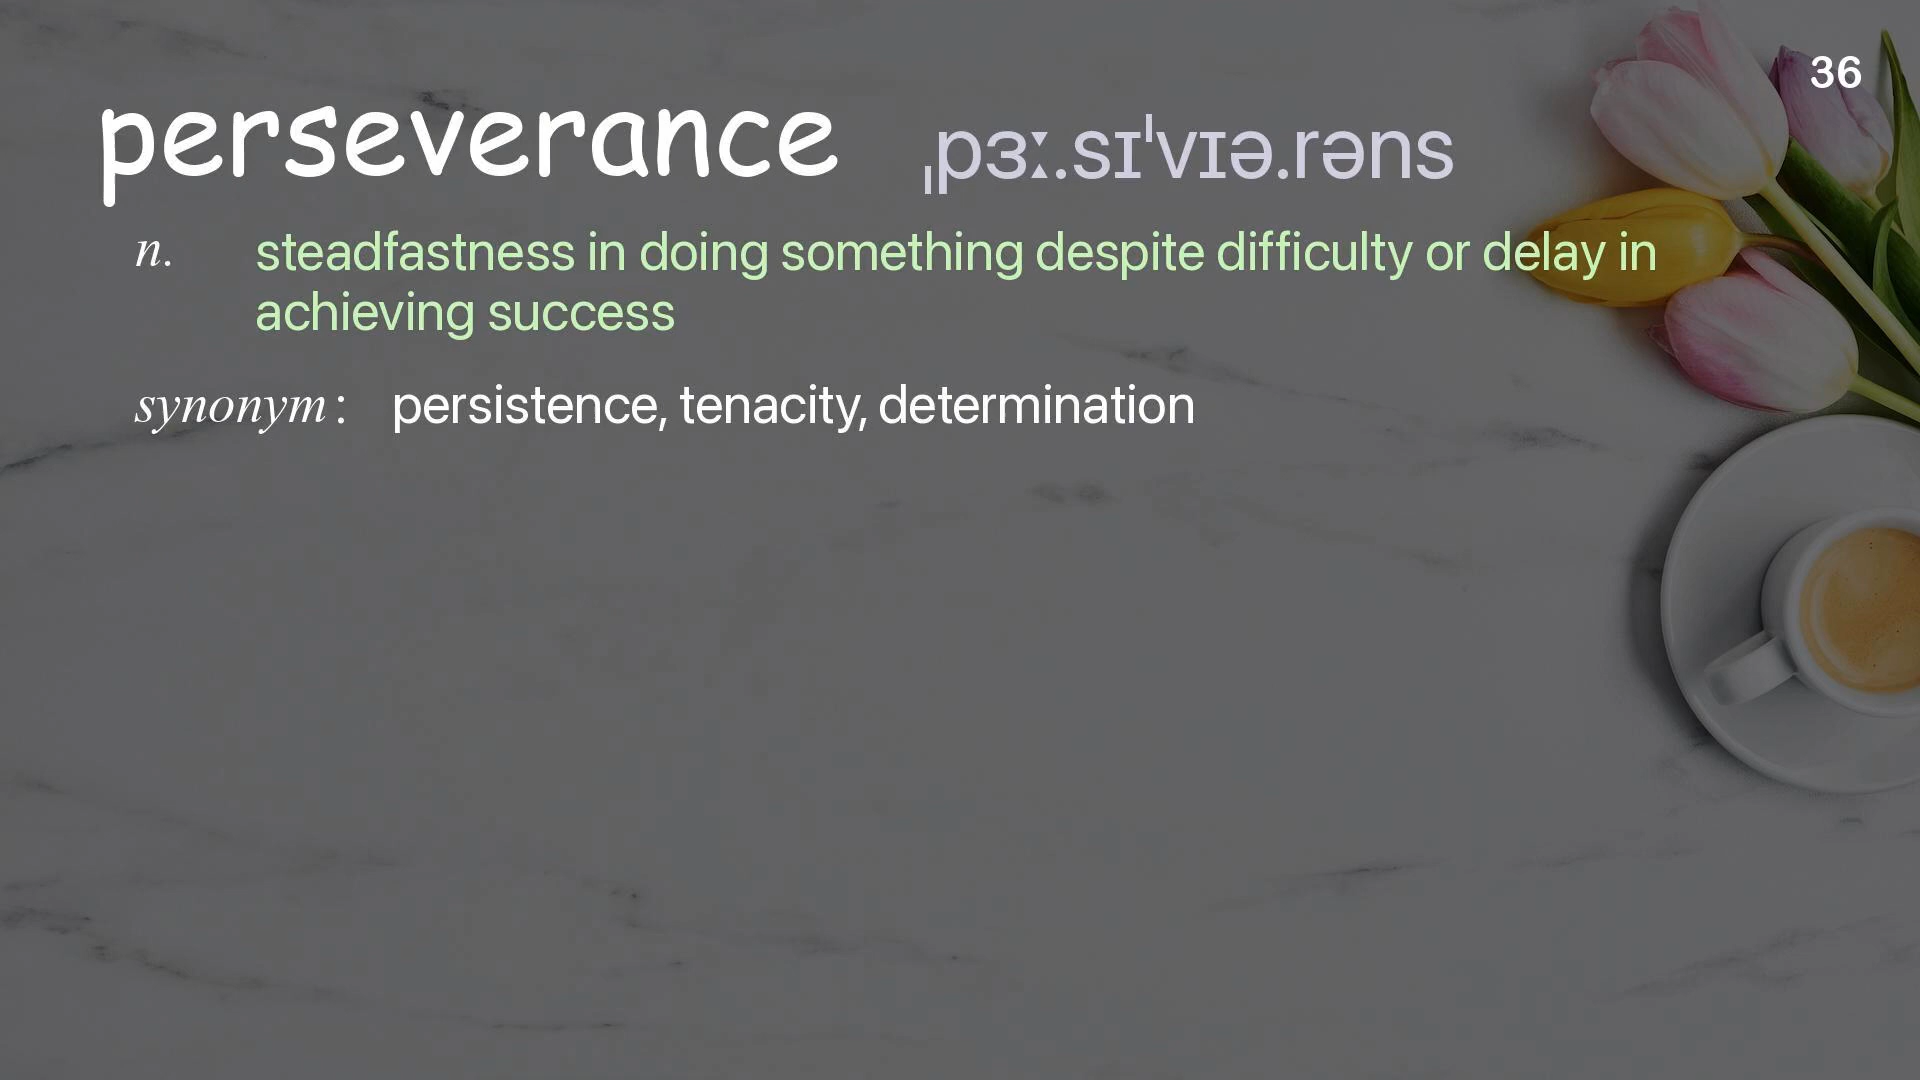 36
perseverance ˌpɜː.sɪˈvɪə.rəns
n. steadfastness in doing something despite difficulty or delay in
achieving success
synonym: persistence, tenacity, determination